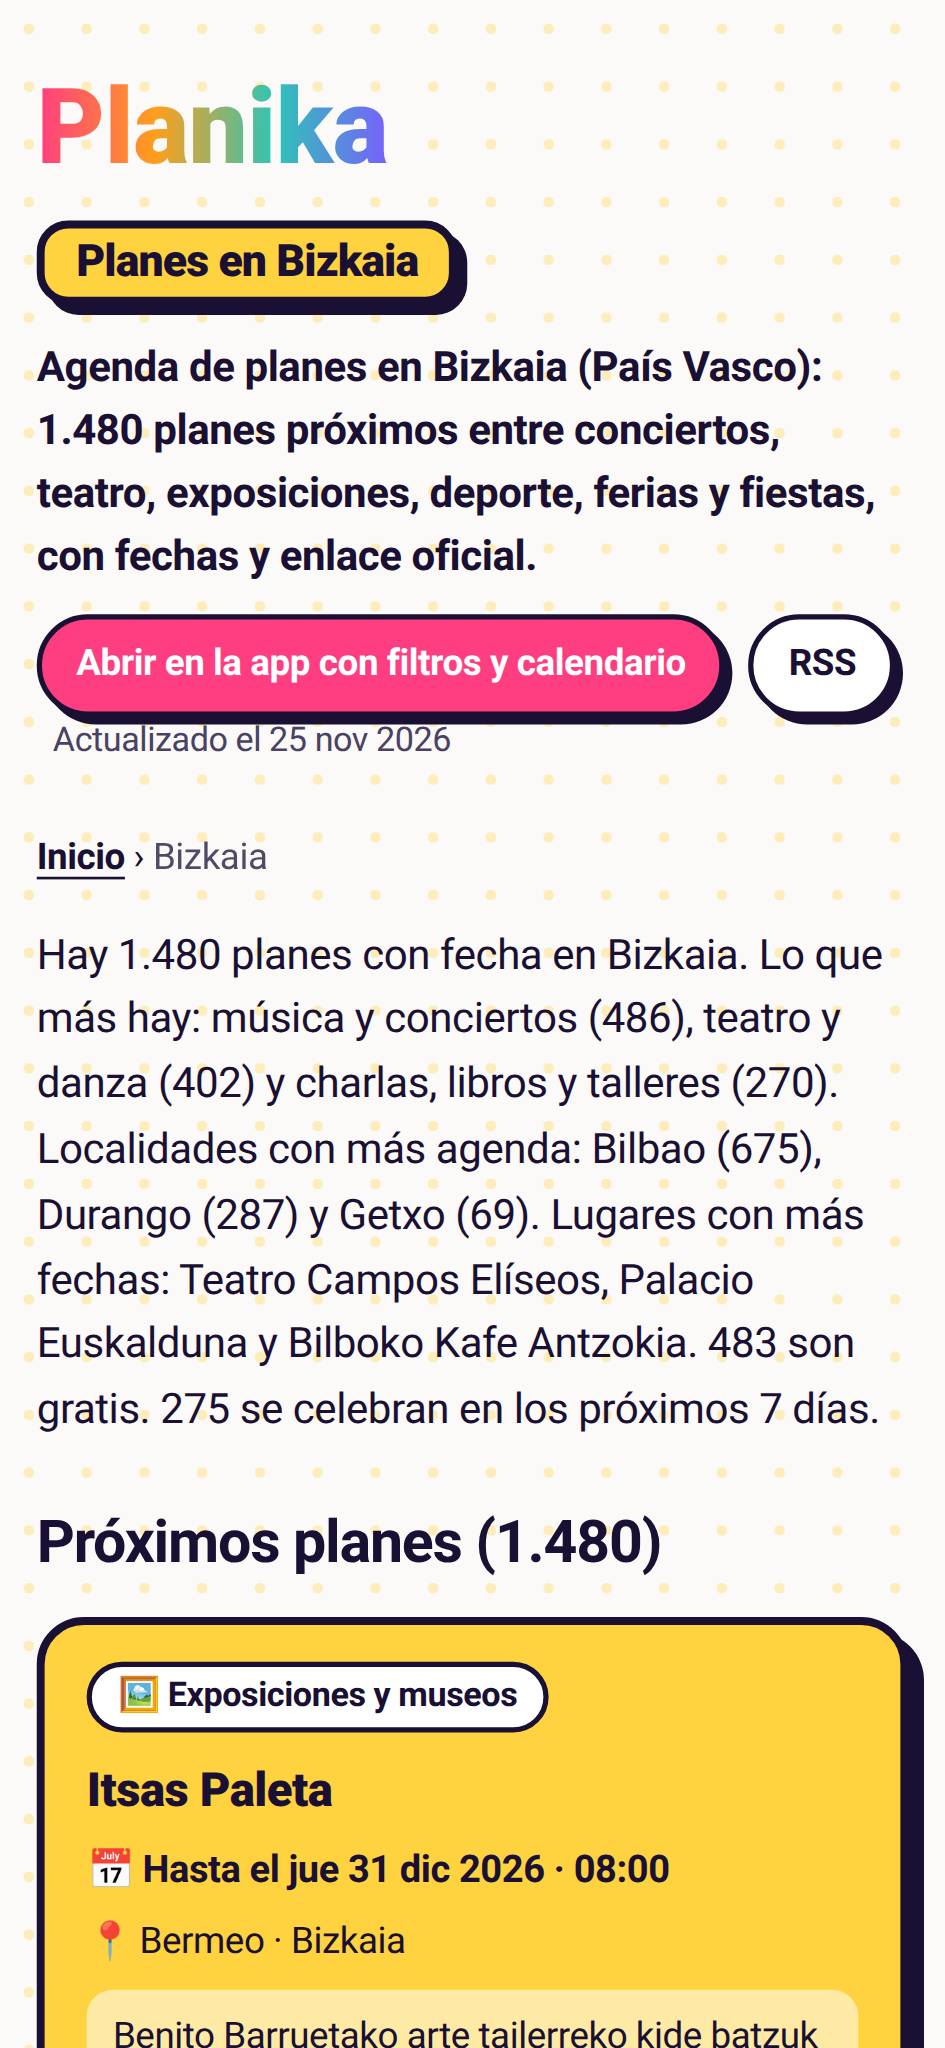 Planika
Planes en Bizkaia
Agenda de planes en Bizkaia (País Vasco):
1.480 planes próximos entre conciertos,
teatro, exposiciones, deporte, ferias y fiestas,
con fechas y enlace oficial.
Abrir en la app con filtros y calendario
RSS
Actualizado el 25 nov 2026
Inicio › Bizkaia
Hay 1.480 planes con fecha en Bizkaia. Lo que
más hay: música y conciertos (486), teatro y
danza (402) y charlas, libros y talleres (270).
Localidades con más agenda: Bilbao (675),
Durango (287) y Getxo (69). Lugares con más
fechas: Teatro Campos Elíseos, Palacio
Euskalduna y Bilboko Kafe Antzokia. 483 son
gratis. 275 se celebran en los próximos 7 días.
Próximos planes (1.480)
🖼️ Exposiciones y museos
Itsas Paleta
📅 Hasta el jue 31 dic 2026 · 08:00
📍 Bermeo · Bizkaia
Benito Barruetako arte tailerreko kide batzuk